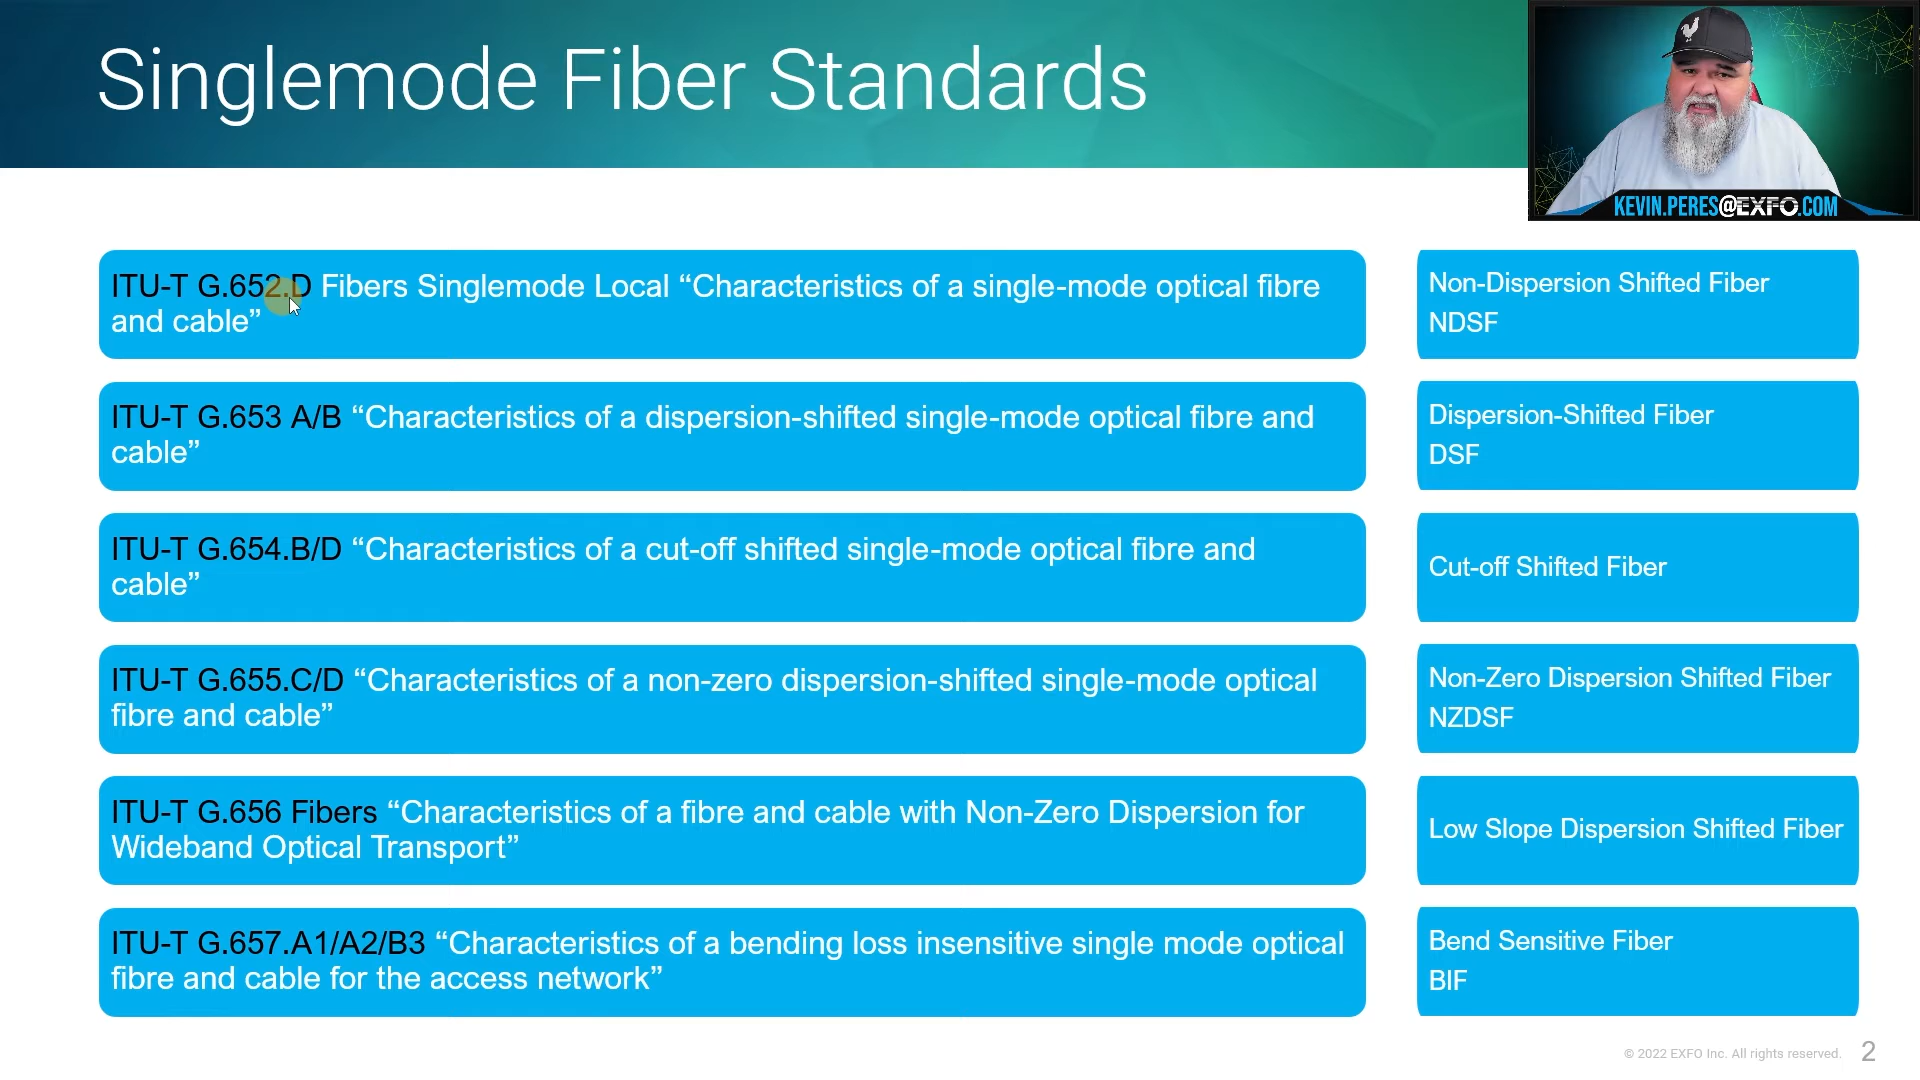 Singlemode Fiber Standards
KEVIN.PERES@EXFO.COM
ITU-T G.652.D Fibers Singlemode Local “Characteristics of a single-mode optical fibre
and cable”
Non-Dispersion Shifted Fiber
NDSF
ITU-T G.653 A/B “Characteristics of a dispersion-shifted single-mode optical fibre and
cable”
Dispersion-Shifted Fiber
DSF
ITU-T G.654.B/D “Characteristics of a cut-off shifted single-mode optical fibre and
cable”
Cut-off Shifted Fiber
ITU-T G.655.C/D “Characteristics of a non-zero dispersion-shifted single-mode optical
fibre and cable”
Non-Zero Dispersion Shifted Fiber
NZDSF
ITU-T G.656 Fibers “Characteristics of a fibre and cable with Non-Zero Dispersion for
Wideband Optical Transport”
Low Slope Dispersion Shifted Fiber
ITU-T G.657.A1/A2/B3 “Characteristics of a bending loss insensitive single mode optical
fibre and cable for the access network”
Bend Sensitive Fiber
BIF
© 2022 EXFO Inc. All rights reserved. 2